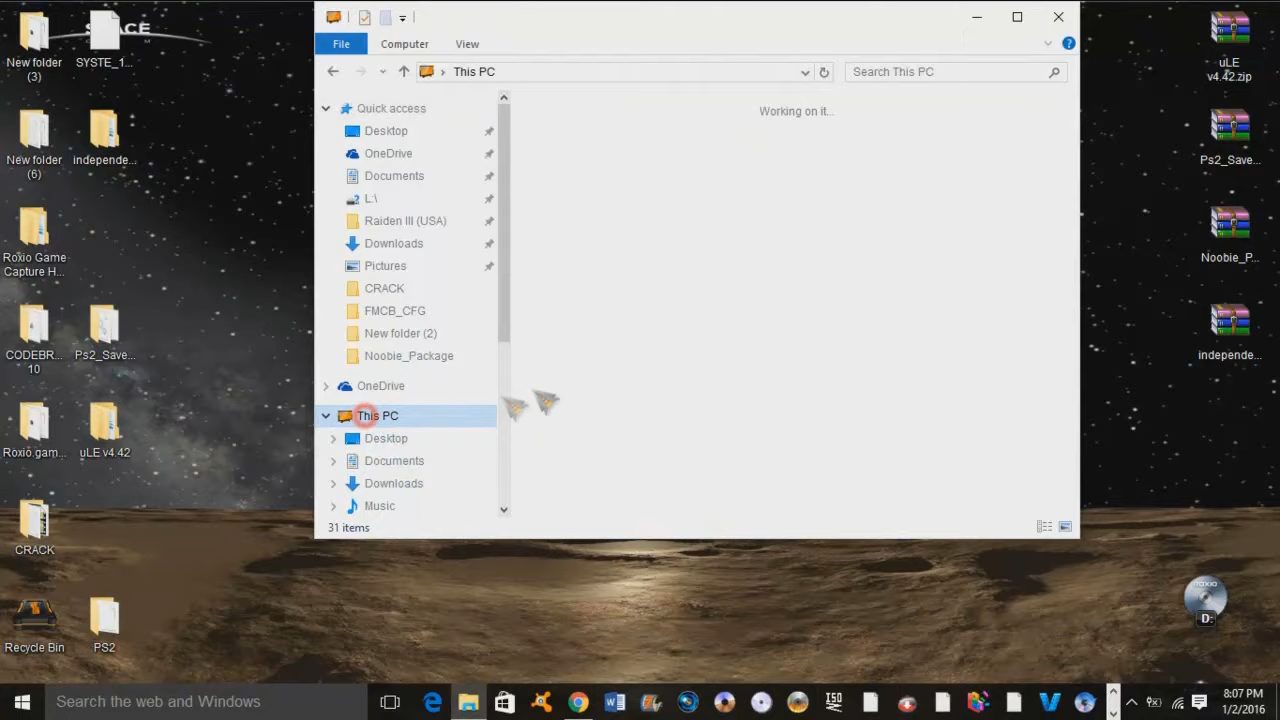 File
Computer
View
This PC
Search This PC
Working on it...
Quick access
Desktop
OneDrive
Documents
L:\
Raiden III (USA)
Downloads
Pictures
CRACK
FMCB_CFG
New folder (2)
Noobie_Package
OneDrive
This PC
Desktop
Documents
Downloads
Music
31 items
New folder
(3)
SYSTE_1...
New folder
(6)
independe...
Roxio Game
Capture H...
CODEBR...
10
Ps2_Save...
Roxio.gam...
uLE v4.42
CRACK
Recycle Bin
PS2
uLE
v4.42.zip
Ps2_Save...
Noobie_P...
independe...
ROXIO
D:
Search the web and Windows
ISO
8:07 PM
1/2/2016